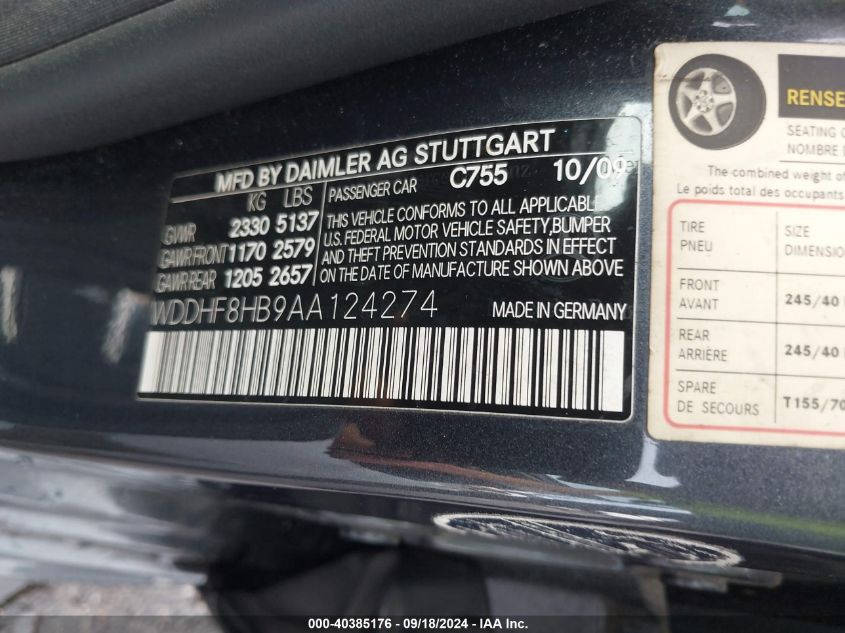 MFD BY DAIMLER AG STUTTGART
KG LBS
GVWR 2330 5137
GAWR FRONT 1170 2579
GAWR REAR 1205 2657
PASSENGER CAR C755 10/09
THIS VEHICLE CONFORMS TO ALL APPLICABLE
U.S. FEDERAL MOTOR VEHICLE SAFETY, BUMPER
AND THEFT PREVENTION STANDARDS IN EFFECT
ON THE DATE OF MANUFACTURE SHOWN ABOVE
WDDHF8HB9AA124274 MADE IN GERMANY
RENSE
SEATING
NOMBRE
The combined weight of
Le poids total des occupants
TIRE SIZE
PNEU DIMENSION
FRONT
AVANT 245/40
REAR
ARRIÈRE 245/40
SPARE
DE SECOURS T155/70
000-40385176 - 09/18/2024 - IAA Inc.